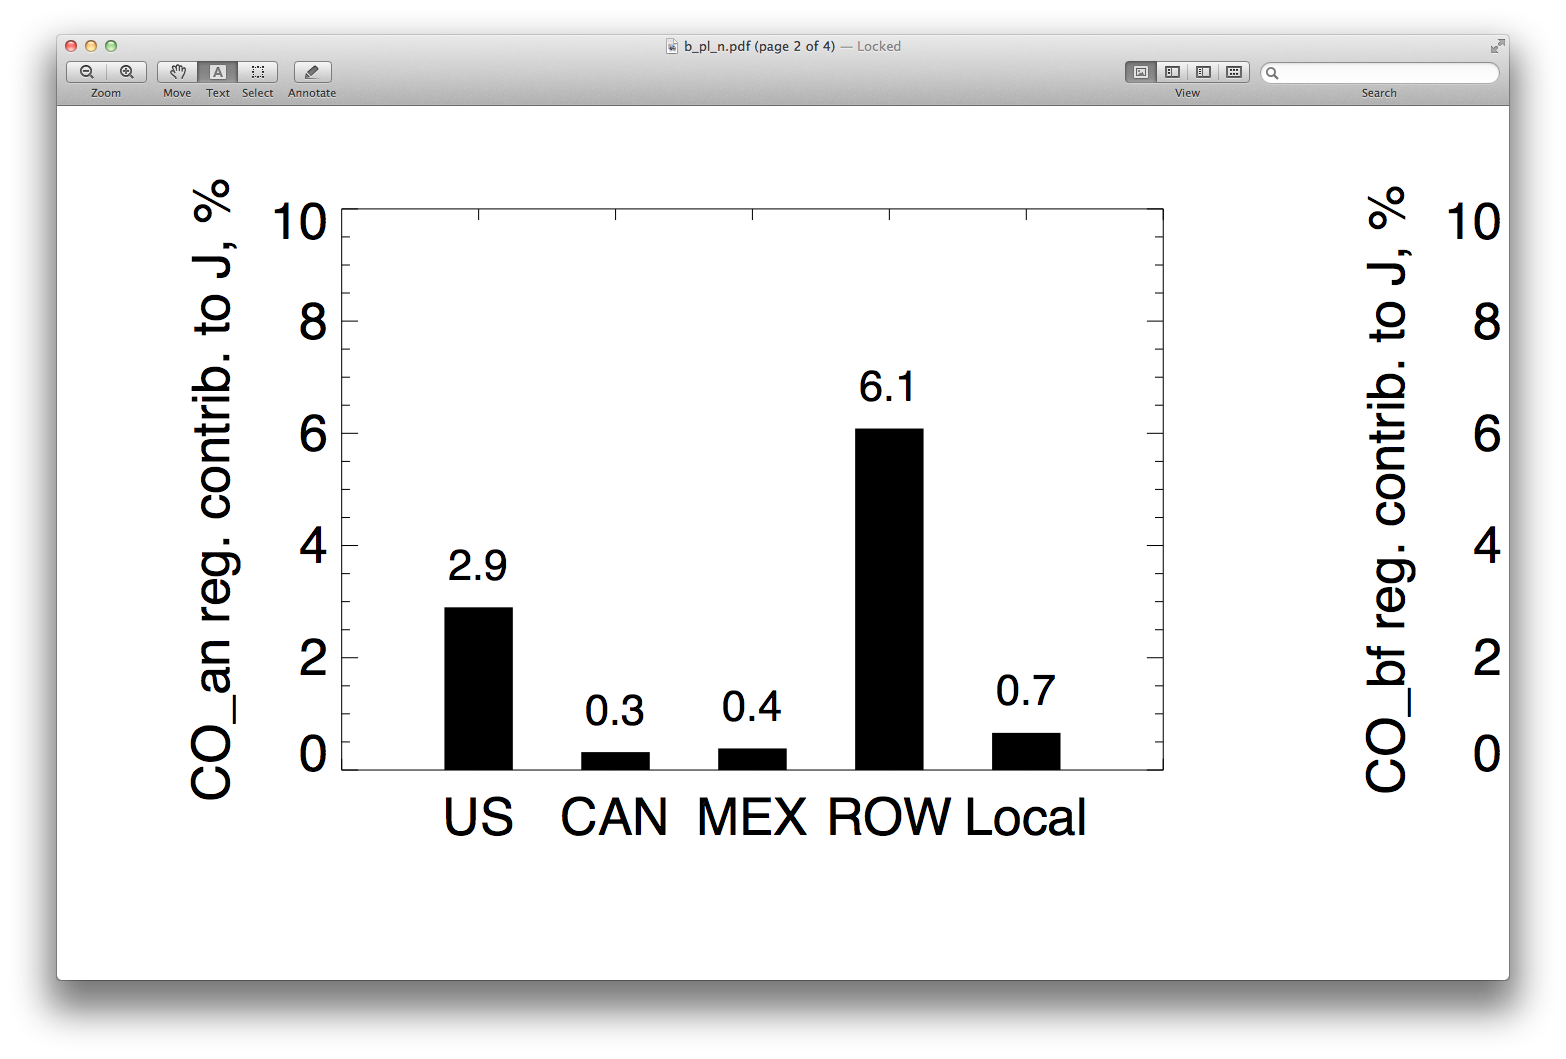 b_pl_n.pdf (page 2 of 4) — Locked
Zoom
Move
Text
Select
Annotate
View
Search
CO_an reg. contrib. to J, %
10
8
6
4
2
0
2.9
0.3
0.4
6.1
0.7
US
CAN
MEX
ROW
Local
CO_bf reg. contrib. to J, %
10
8
6
4
2
0